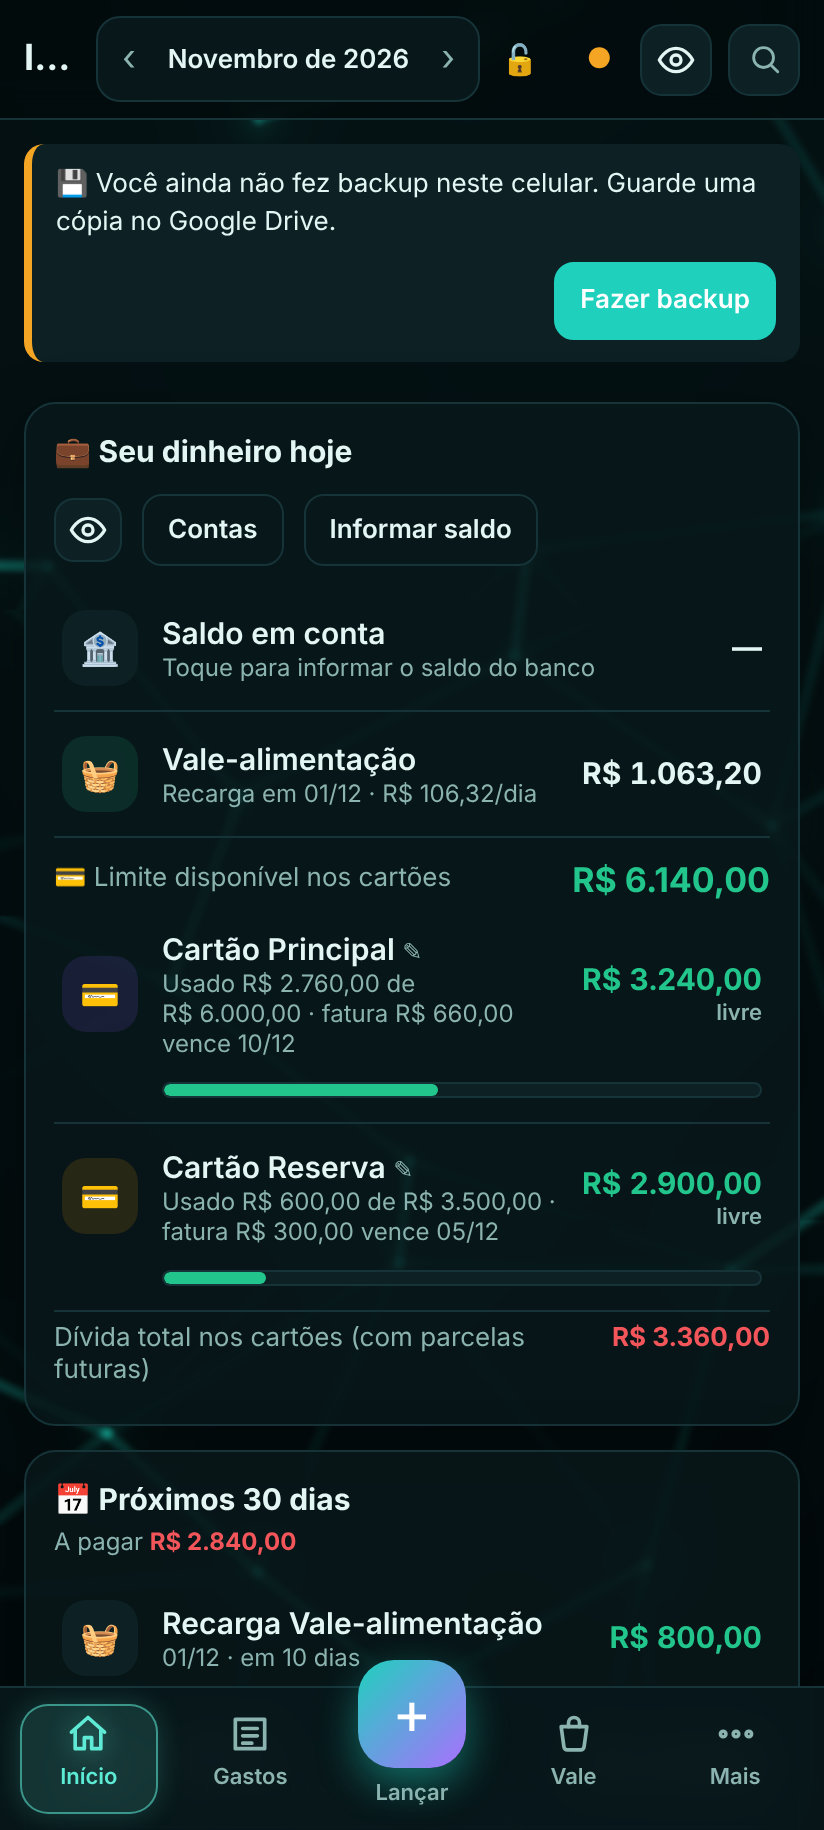 I...
Novembro de 2026
Você ainda não fez backup neste celular. Guarde uma
cópia no Google Drive.
Fazer backup
Seu dinheiro hoje
Contas
Informar saldo
Saldo em conta
—
Toque para informar o saldo do banco
Vale-alimentação
R$ 1.063,20
Recarga em 01/12 · R$ 106,32/dia
Limite disponível nos cartões
R$ 6.140,00
Cartão Principal ✎
Usado R$ 2.760,00 de
R$ 6.000,00 · fatura R$ 660,00
vence 10/12
R$ 3.240,00
livre
Cartão Reserva ✎
Usado R$ 600,00 de R$ 3.500,00 ·
fatura R$ 300,00 vence 05/12
R$ 2.900,00
livre
Dívida total nos cartões (com parcelas
futuras)
R$ 3.360,00
Próximos 30 dias
A pagar R$ 2.840,00
Recarga Vale-alimentação
01/12 · em 10 dias
R$ 800,00
Início
Gastos
+
Lançar
Vale
Mais